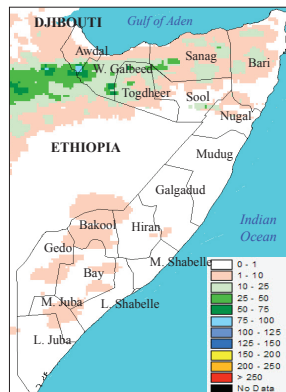 DJIBOUTI
Gulf of Aden
Awdal
Sanag
Bari
W. Galbeed
Togdheer
Sool
Nugal
ETHIOPIA
Mudug
Galgadud
Indian
Ocean
Bakool
Hiran
Gedo
Bay
M. Shabelle
M. Juba
L. Shabelle
L. Juba
0 - 1
1 - 10
10 - 25
25 - 50
50 - 75
75 - 100
100 - 125
125 - 150
150 - 200
200 - 250
> 250
No Data